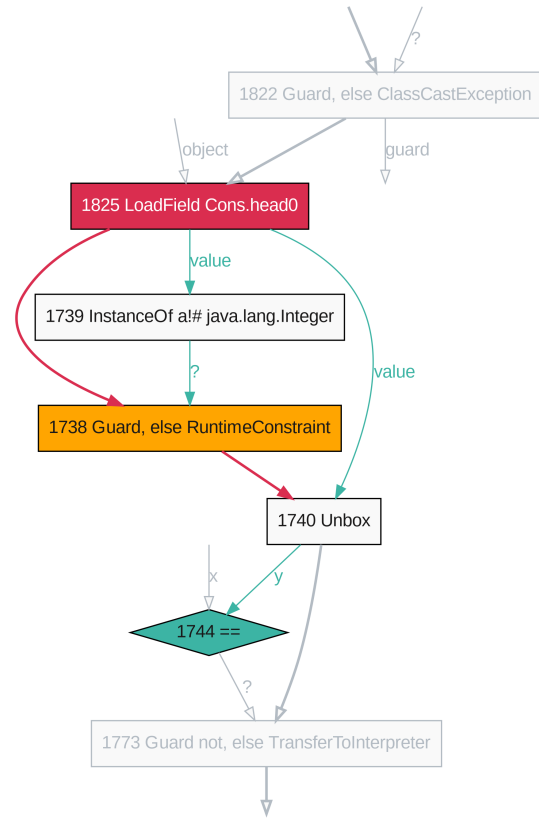 ?
1822 Guard, else ClassCastException
object
guard
1825 LoadField Cons.head0
value
1739 InstanceOf a!# java.lang.Integer
?
value
1738 Guard, else RuntimeConstraint
1740 Unbox
x
y
1744 ==
?
1773 Guard not, else TransferToInterpreter